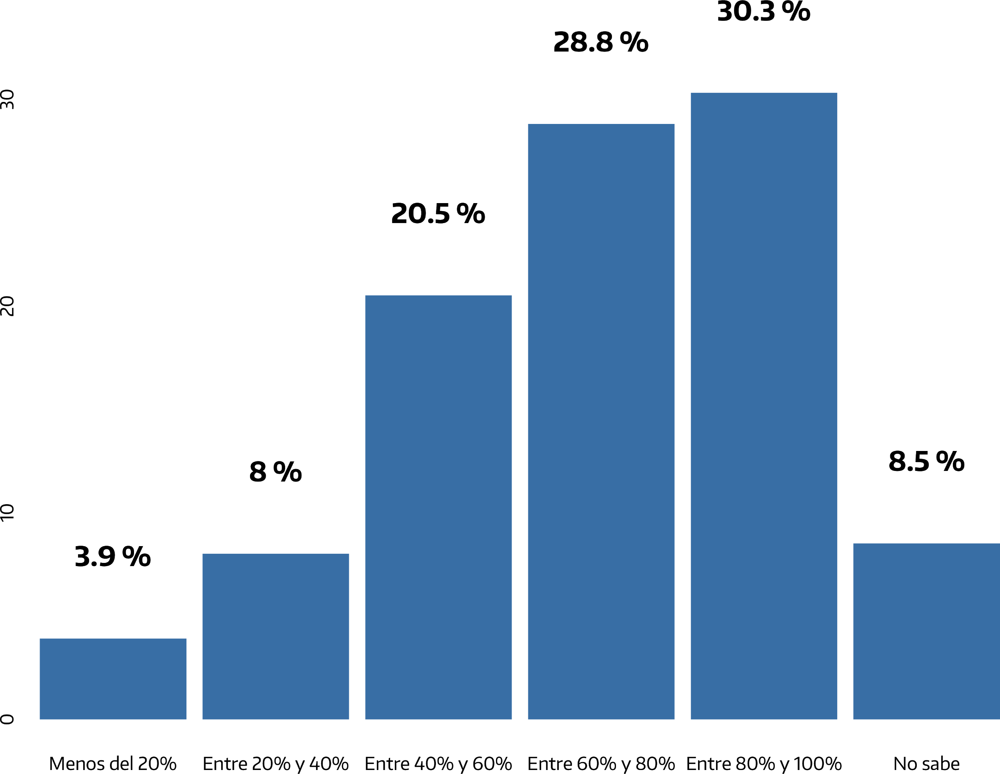 30.3 %
28.8 %
30
20.5 %
20
8.5 %
8 %
10
3.9 %
0
Menos del 20%
Entre 20% y 40%
Entre 40% y 60%
Entre 60% y 80%
Entre 80% y 100%
No sabe